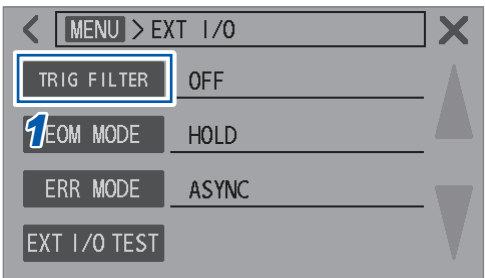 MENU > EXT I/O
TRIG FILTER OFF
1
EOM MODE HOLD
ERR MODE ASYNC
EXT I/O TEST